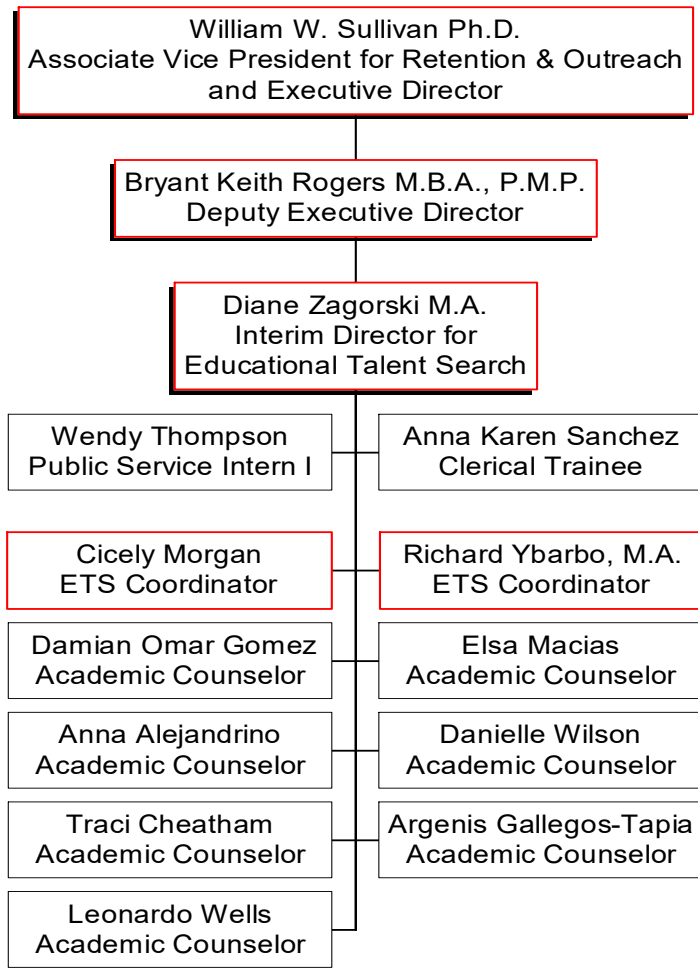 William W. Sullivan Ph.D.
Associate Vice President for Retention & Outreach
and Executive Director
Bryant Keith Rogers M.B.A., P.M.P.
Deputy Executive Director
Diane Zagorski M.A.
Interim Director for
Educational Talent Search
Wendy Thompson
Public Service Intern I
Anna Karen Sanchez
Clerical Trainee
Cicely Morgan
ETS Coordinator
Richard Ybarbo, M.A.
ETS Coordinator
Damian Omar Gomez
Academic Counselor
Elsa Macias
Academic Counselor
Anna Alejandrino
Academic Counselor
Danielle Wilson
Academic Counselor
Traci Cheatham
Academic Counselor
Argenis Gallegos-Tapia
Academic Counselor
Leonardo Wells
Academic Counselor